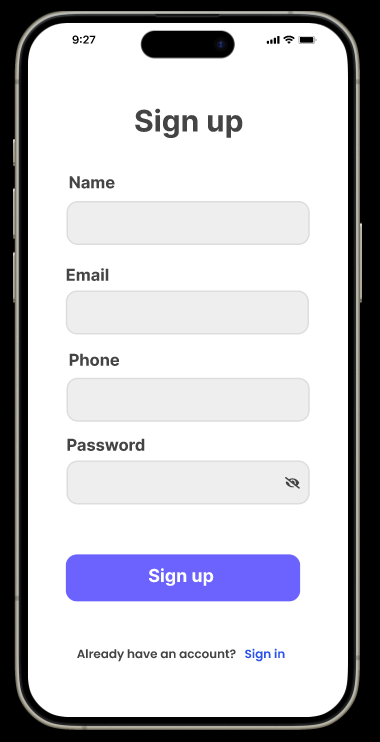 9:27
Sign up
Name
Email
Phone
Password
Sign up
Already have an account? Sign in